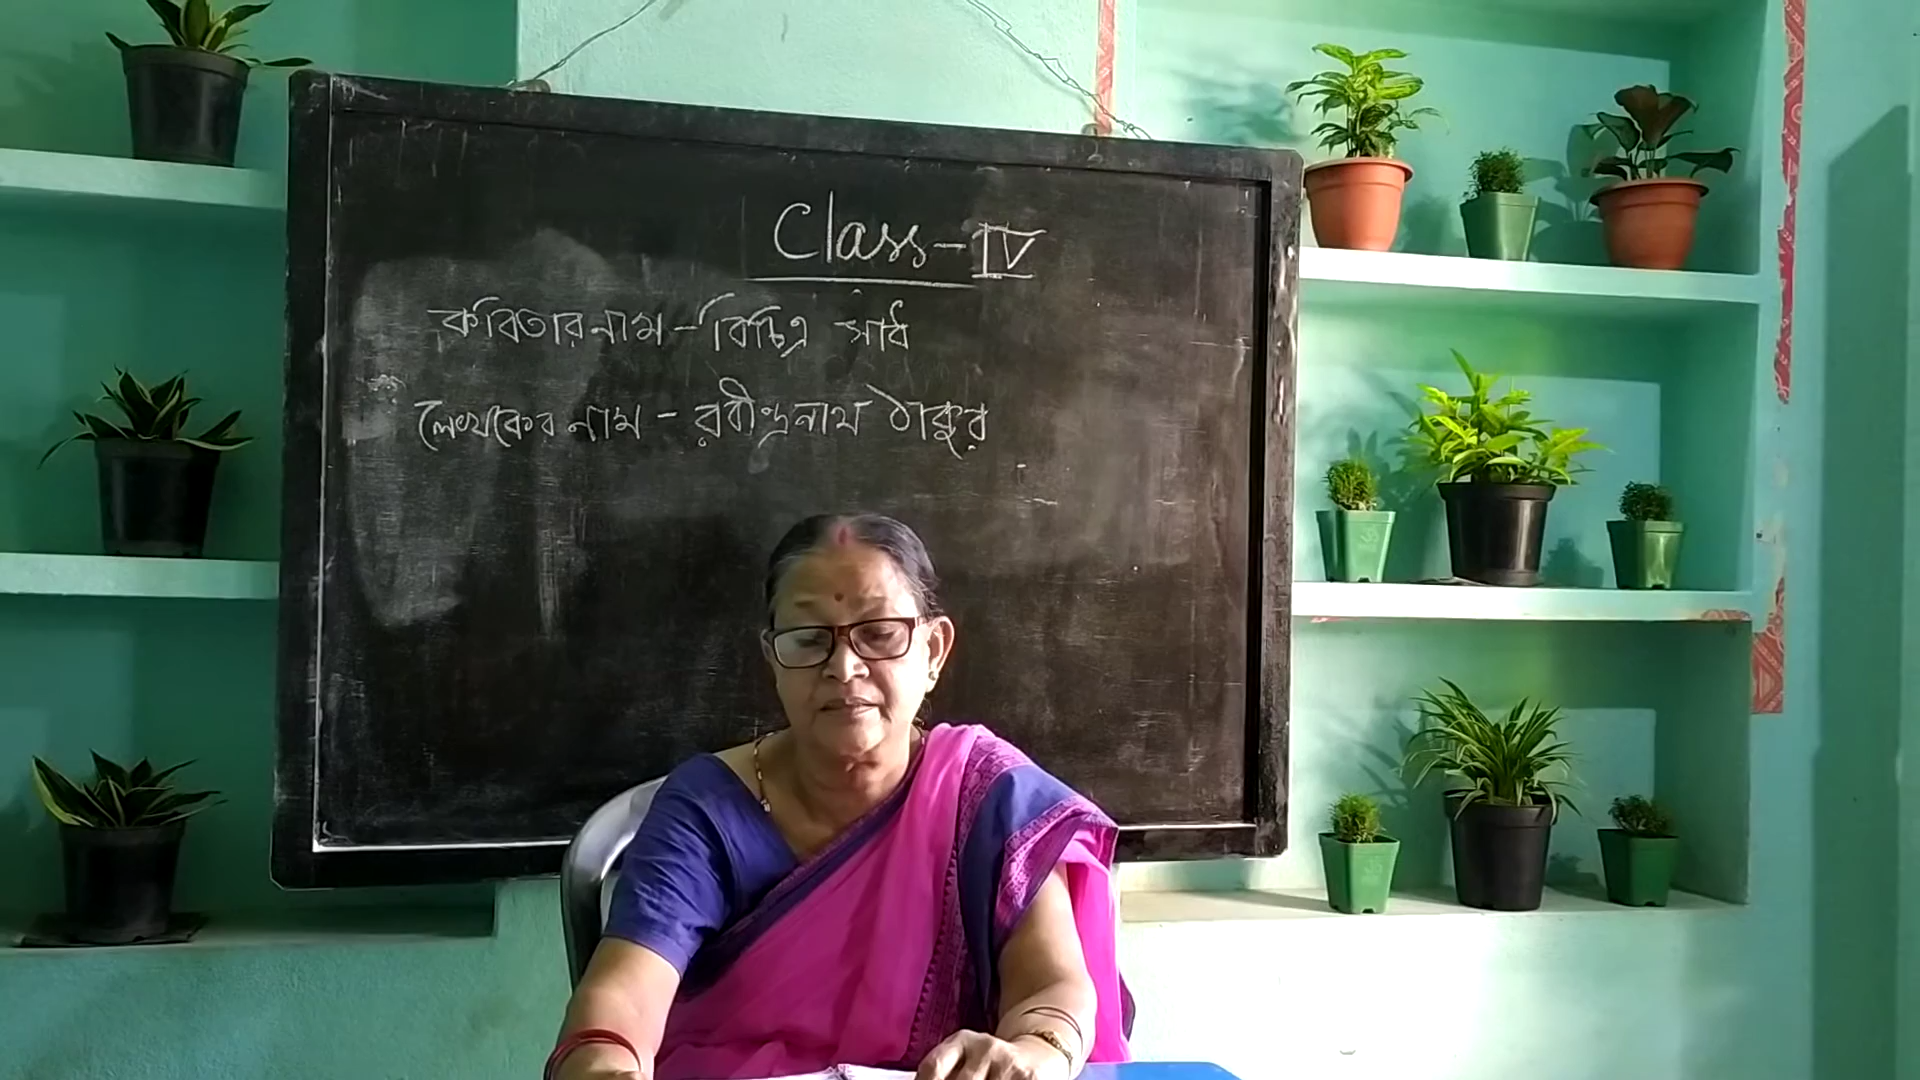 Class-IV
কবিতার নাম - বিচিত্র সাধ
লেখকের নাম - রবীন্দ্রনাথ ঠাকুর